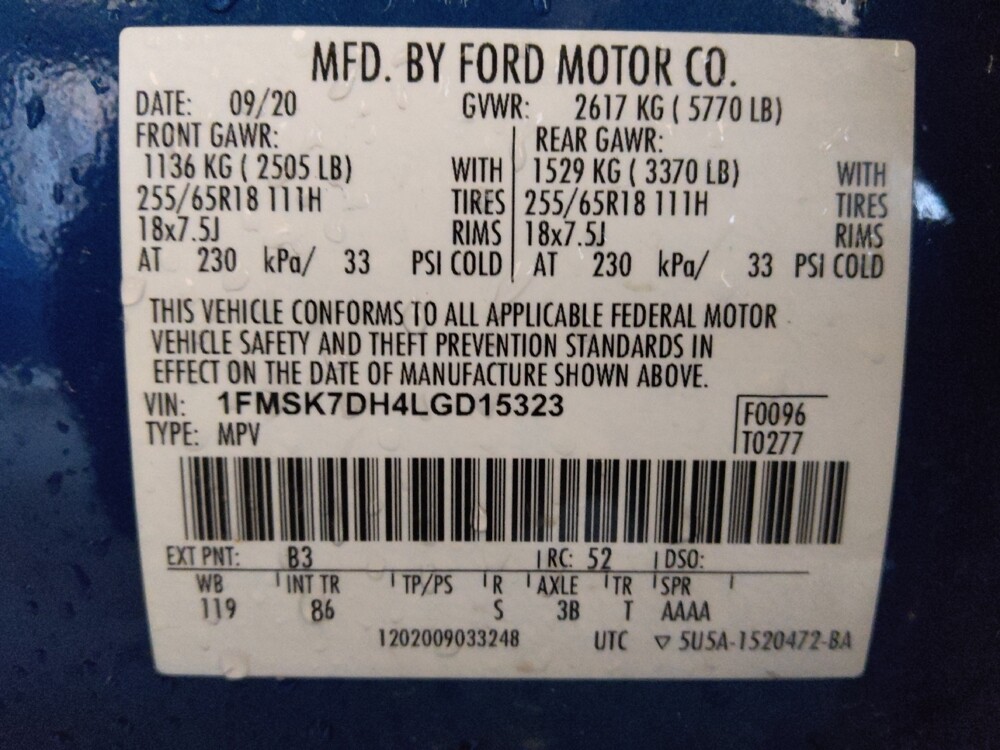 MFD. BY FORD MOTOR CO.
DATE: 09/20 GVWR: 2617 KG ( 5770 LB)
FRONT GAWR: REAR GAWR:
1136 KG ( 2505 LB) WITH 1529 KG ( 3370 LB) WITH
255/65R18 111H TIRES 255/65R18 111H TIRES
18x7.5J RIMS 18x7.5J RIMS
AT 230 kPa/ 33 PSI COLD AT 230 kPa/ 33 PSI COLD
THIS VEHICLE CONFORMS TO ALL APPLICABLE FEDERAL MOTOR
VEHICLE SAFETY AND THEFT PREVENTION STANDARDS IN
EFFECT ON THE DATE OF MANUFACTURE SHOWN ABOVE.
VIN: 1FMSK7DH4LGD15323 F0096
TYPE: MPV T0277
EXT PNT: B3 RC: 52 DSO:
WB INT TR TP/PS R AXLE TR SPR
119 86 S 3B T AAAA
1202009033248 UTC ▽ 5U5A-1520472-BA